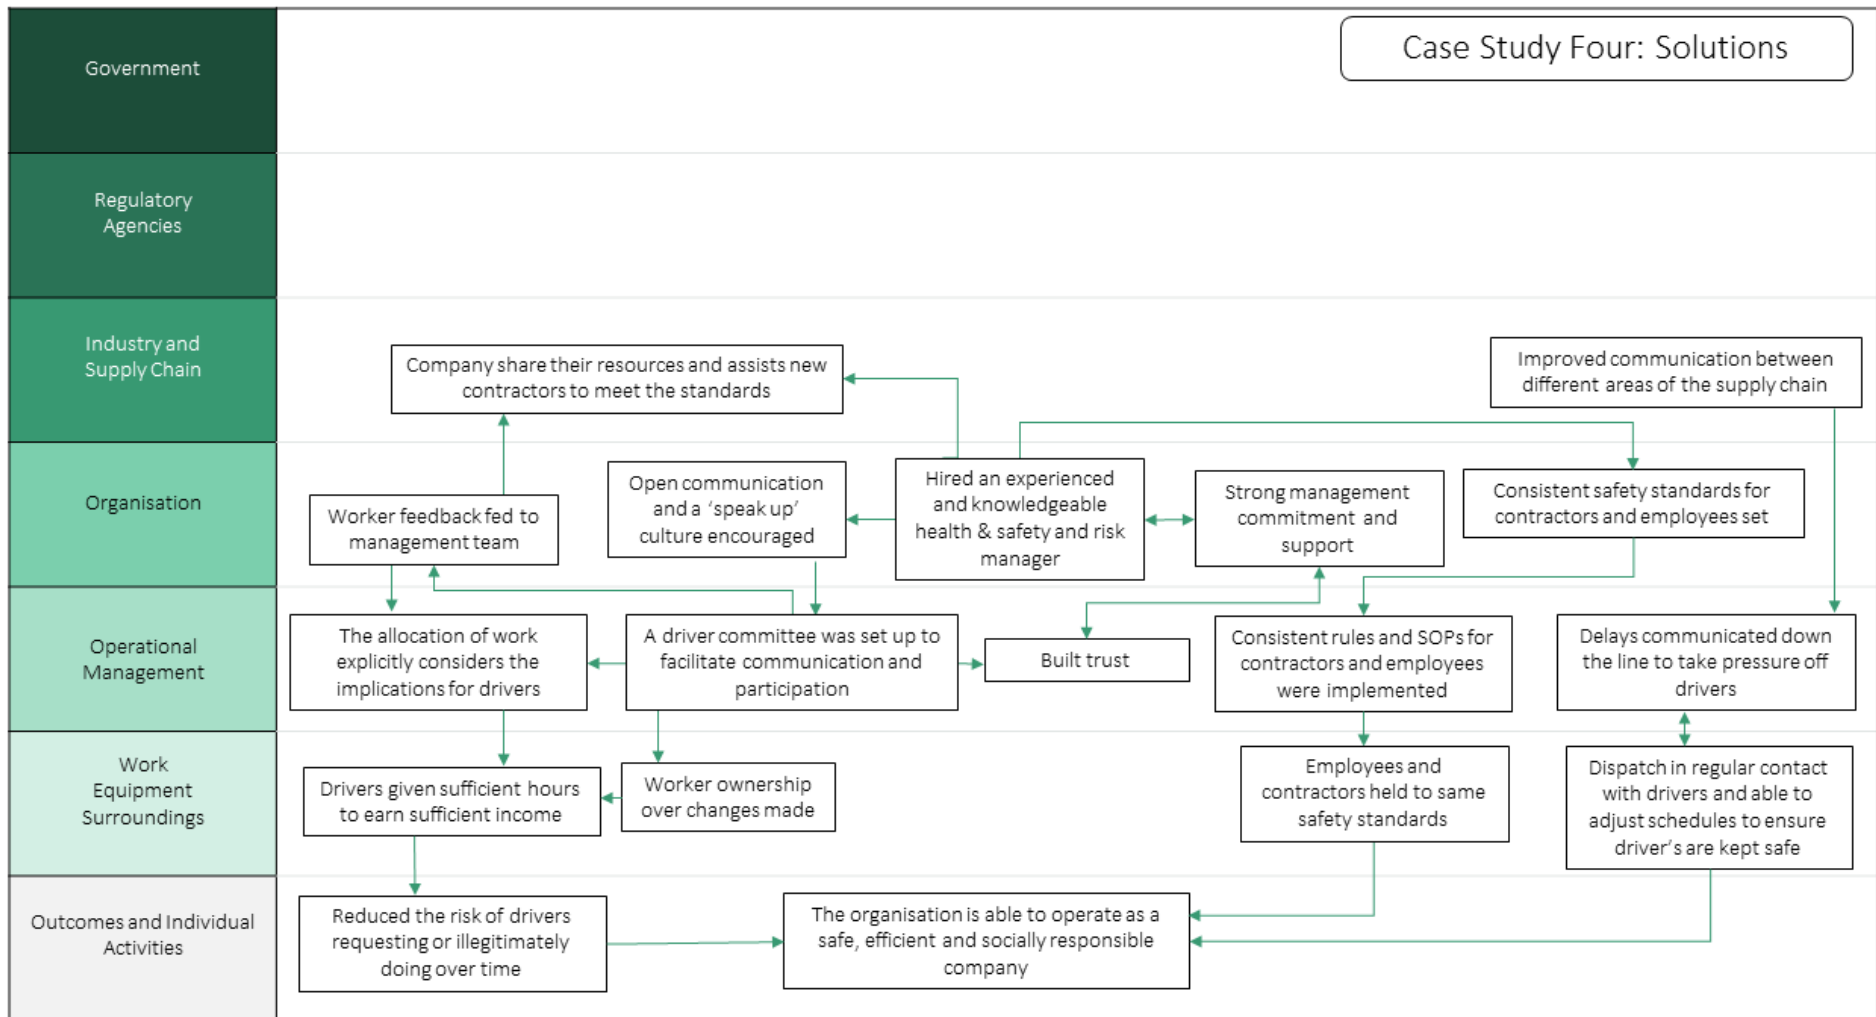 Case Study Four: Solutions
Government
Regulatory
Agencies
Industry and
Supply Chain
Company share their resources and assists new
contractors to meet the standards
Improved communication between
different areas of the supply chain
Organisation
Worker feedback fed to
management team
Open communication
and a ‘speak up’
culture encouraged
Hired an experienced
and knowledgeable
health & safety and risk
manager
Strong management
commitment and
support
Consistent safety standards for
contractors and employees set
Operational
Management
The allocation of work
explicitly considers the
implications for drivers
A driver committee was set up to
facilitate communication and
participation
Built trust
Consistent rules and SOPs for
contractors and employees
were implemented
Delays communicated down
the line to take pressure off
drivers
Work
Equipment
Surroundings
Drivers given sufficient hours
to earn sufficient income
Worker ownership
over changes made
Employees and
contractors held to same
safety standards
Dispatch in regular contact
with drivers and able to
adjust schedules to ensure
driver’s are kept safe
Outcomes and Individual
Activities
Reduced the risk of drivers
requesting or illegitimately
doing over time
The organisation is able to operate as a
safe, efficient and socially responsible
company